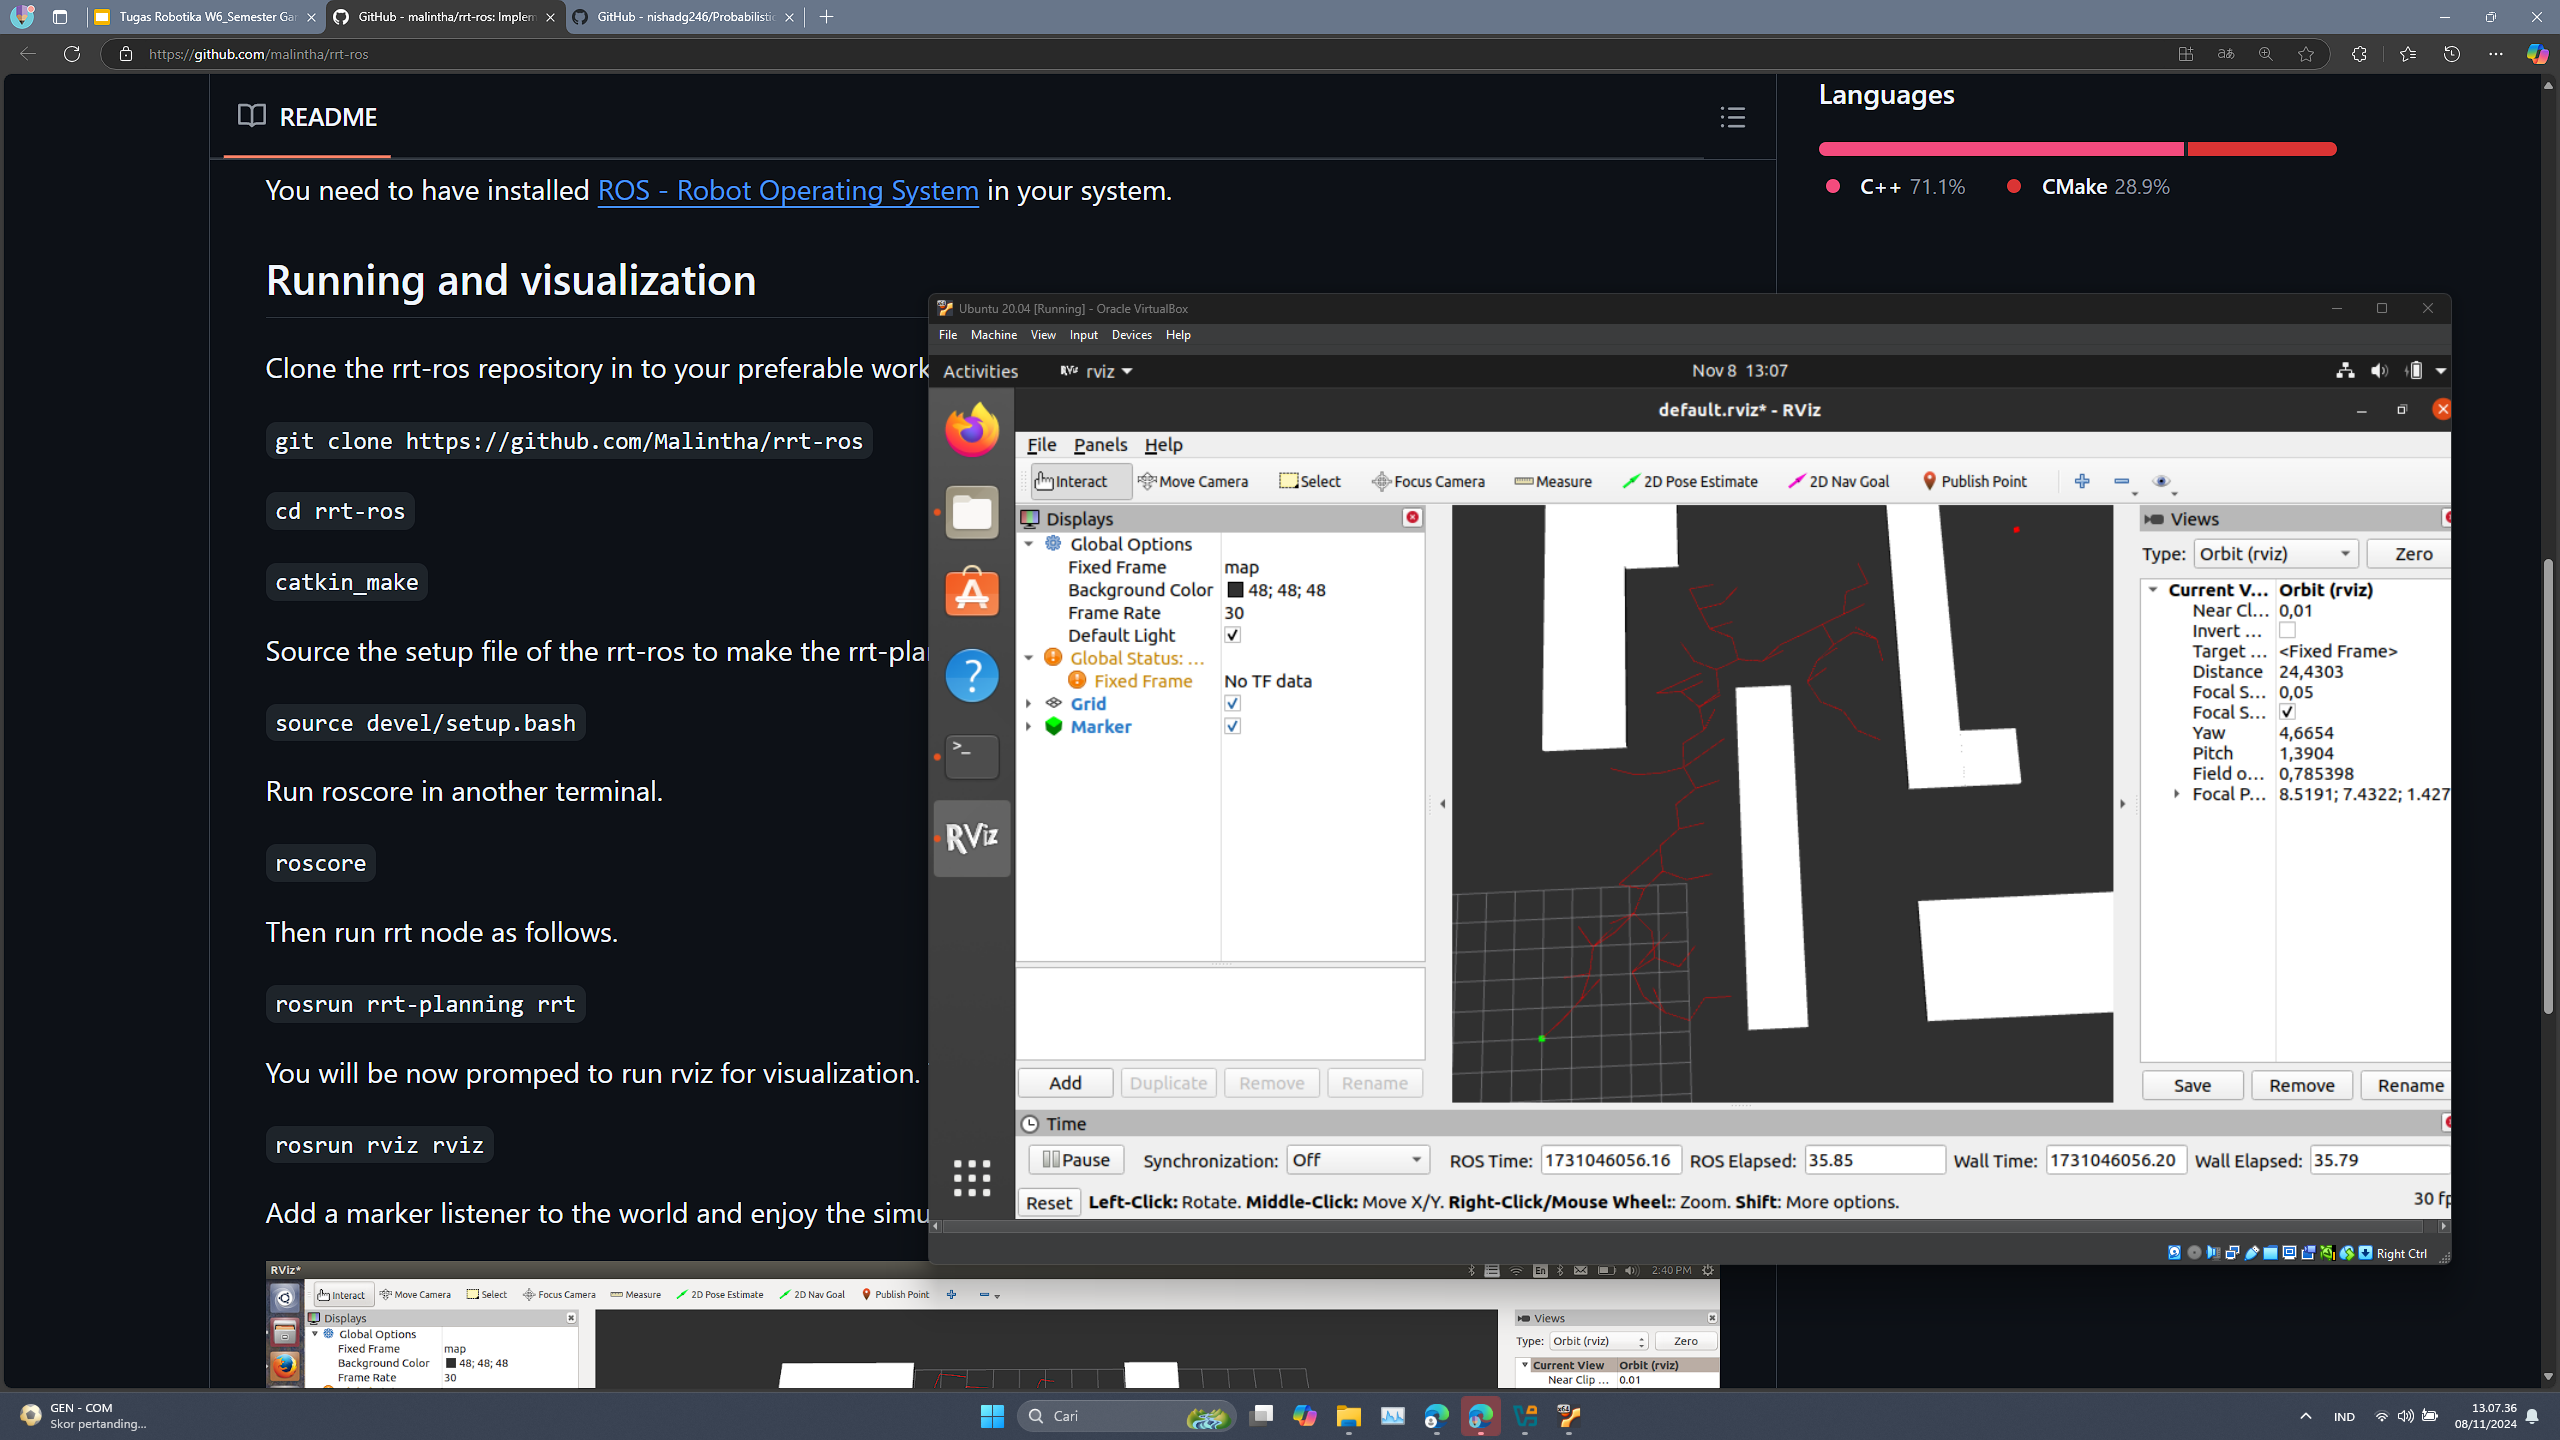 Tugas Robotika W6_Semester Gar
GitHub - malintha/rrt-ros: Implem
GitHub - nishadg246/Probabilistic
https://github.com/malintha/rrt-ros
README
You need to have installed ROS - Robot Operating System in your system.
Running and visualization
Clone the rrt-ros repository in to your preferable work
git clone https://github.com/Malintha/rrt-ros
cd rrt-ros
catkin_make
Source the setup file of the rrt-ros to make the rrt-pla
source devel/setup.bash
Run roscore in another terminal.
roscore
Then run rrt node as follows.
rosrun rrt-planning rrt
You will be now promped to run rviz for visualization.
rosrun rviz rviz
Add a marker listener to the world and enjoy the simu
Languages
C++ 71.1% CMake 28.9%
Ubuntu 20.04 [Running] - Oracle VirtualBox
File Machine View Input Devices Help
Activities RViz rviz Nov 8 13:07
default.rviz* - RViz
File Panels Help
Interact Move Camera Select Focus Camera Measure 2D Pose Estimate 2D Nav Goal Publish Point
Displays
Global Options
Fixed Frame map
Background Color 48; 48; 48
Frame Rate 30
Default Light
Global Status: ...
Fixed Frame No TF data
Grid
Marker
RViz
Add Duplicate Remove Rename
Views
Type: Orbit (rviz) Zero
Current V... Orbit (rviz)
Near Cl... 0,01
Invert ...
Target ... <Fixed Frame>
Distance 24,4303
Focal S... 0,05
Focal S...
Yaw 4,6654
Pitch 1,3904
Field o... 0,785398
Focal P... 8.5191; 7.4322; 1.427
Save Remove Rename
Time
Pause Synchronization: Off ROS Time: 1731046056.16 ROS Elapsed: 35.85 Wall Time: 1731046056.20 Wall Elapsed: 35.79
Reset Left-Click: Rotate. Middle-Click: Move X/Y. Right-Click/Mouse Wheel:: Zoom. Shift: More options. 30 fp
Right Ctrl
RViz* En 2:40 PM
Interact Move Camera Select Focus Camera Measure 2D Pose Estimate 2D Nav Goal Publish Point
Displays
Global Options
Fixed Frame map
Background Color 48; 48; 48
Frame Rate 30
Views
Type: Orbit (rviz) Zero
Current View Orbit (rviz)
Near Clip ... 0.01
GEN - COM
Skor pertanding...
Cari
IND
13.07.36
08/11/2024